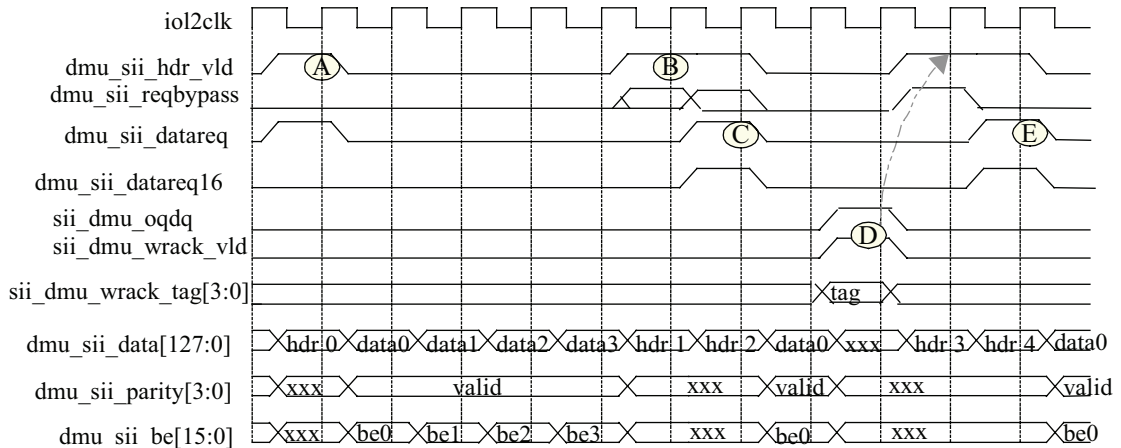 iol2clk
dmu_sii_hdr_vld A B
dmu_sii_reqbypass
dmu_sii_datareq C E
dmu_sii_datareq16
sii_dmu_oqdq
sii_dmu_wrack_vld D
sii_dmu_wrack_tag[3:0] tag
dmu_sii_data[127:0] hdr 0 data0 data1 data2 data3 hdr 1 hdr 2 data0 xxx hdr 3 hdr 4 data0
dmu_sii_parity[3:0] xxx valid xxx valid xxx valid
dmu_sii_be[15:0] xxx be0 be1 be2 be3 xxx be0 xxx be0